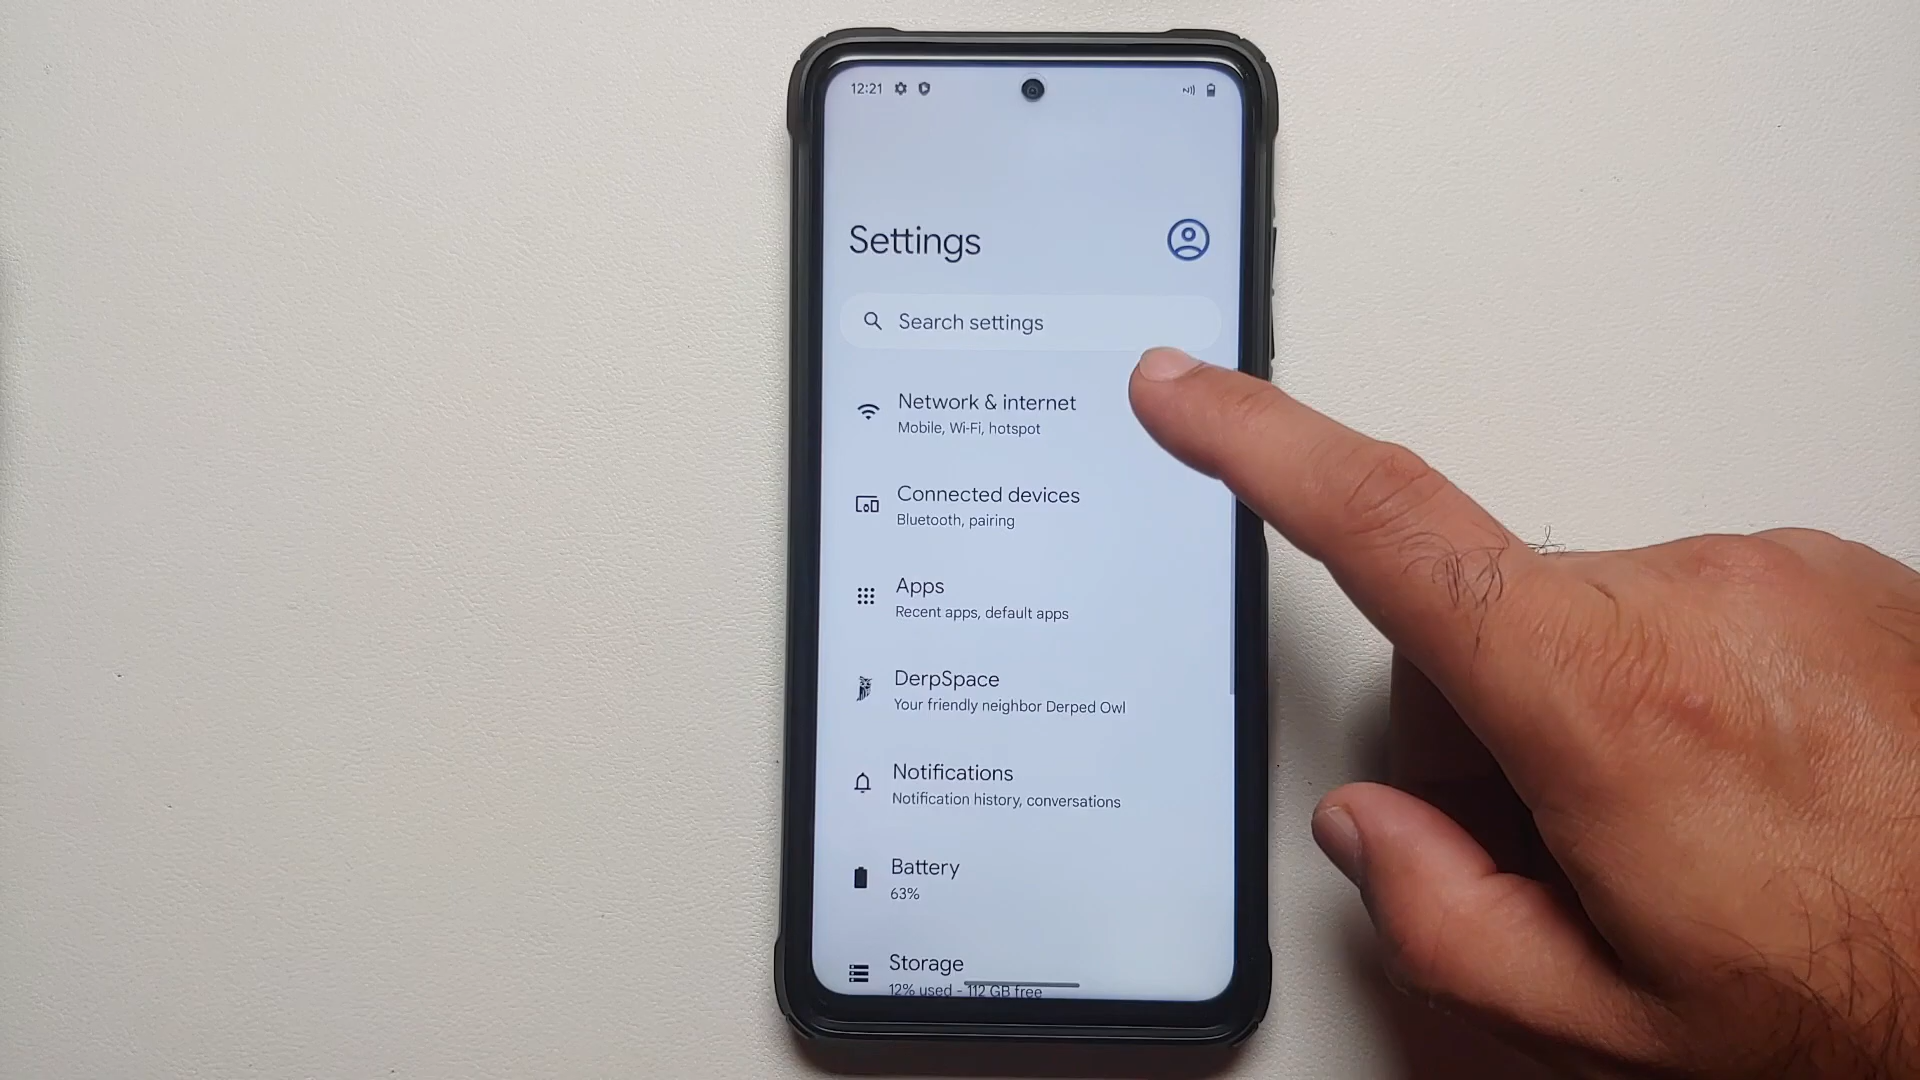 12:21
Settings
Search settings
Network & internet
Mobile, Wi-Fi, hotspot
Connected devices
Bluetooth, pairing
Apps
Recent apps, default apps
DerpSpace
Your friendly neighbor Derped Owl
Notifications
Notification history, conversations
Battery
63%
Storage
12% used - 112 GB free